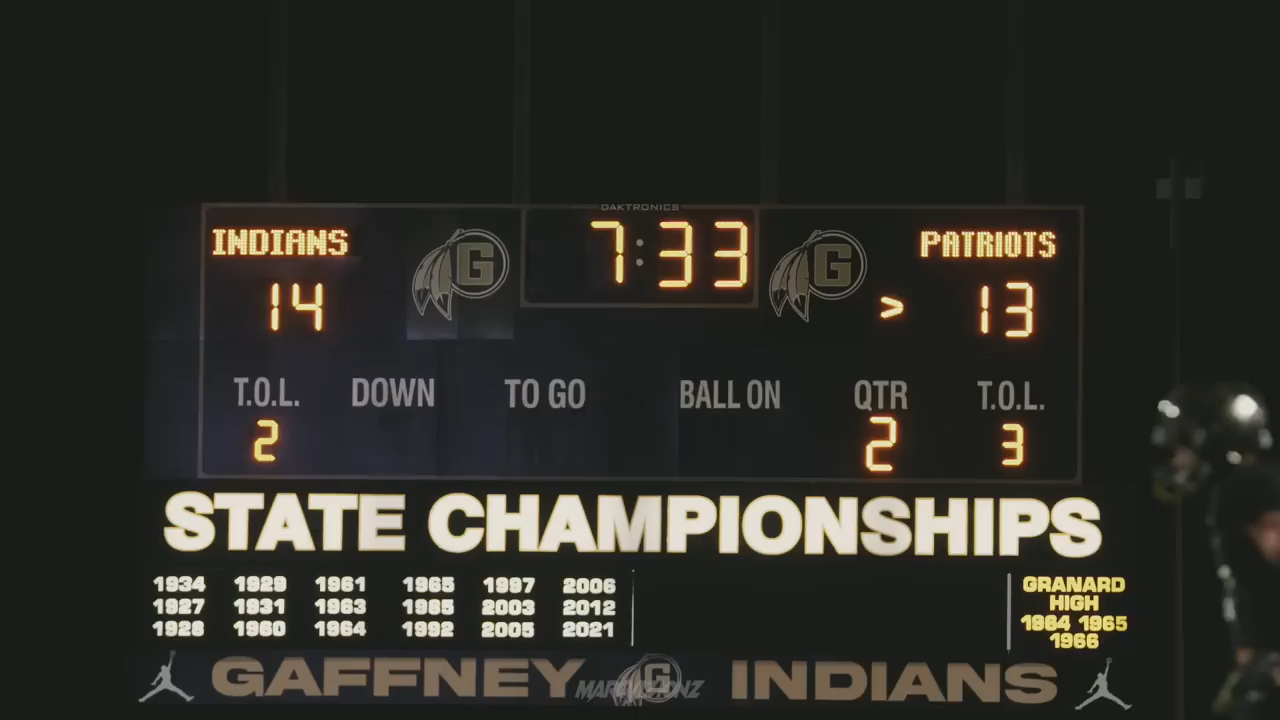 DAKTRONICS
INDIANS G 7:33 G PATRIOTS
14 > 13
T.O.L. DOWN TO GO BALL ON QTR T.O.L.
2 2 3
STATE CHAMPIONSHIPS
1934 1929 1961 1965 1997 2006
1927 1931 1963 1985 2003 2012
1928 1960 1964 1992 2005 2021
GRANARD
HIGH
1964 1965
1966
GAFFNEY G INDIANS